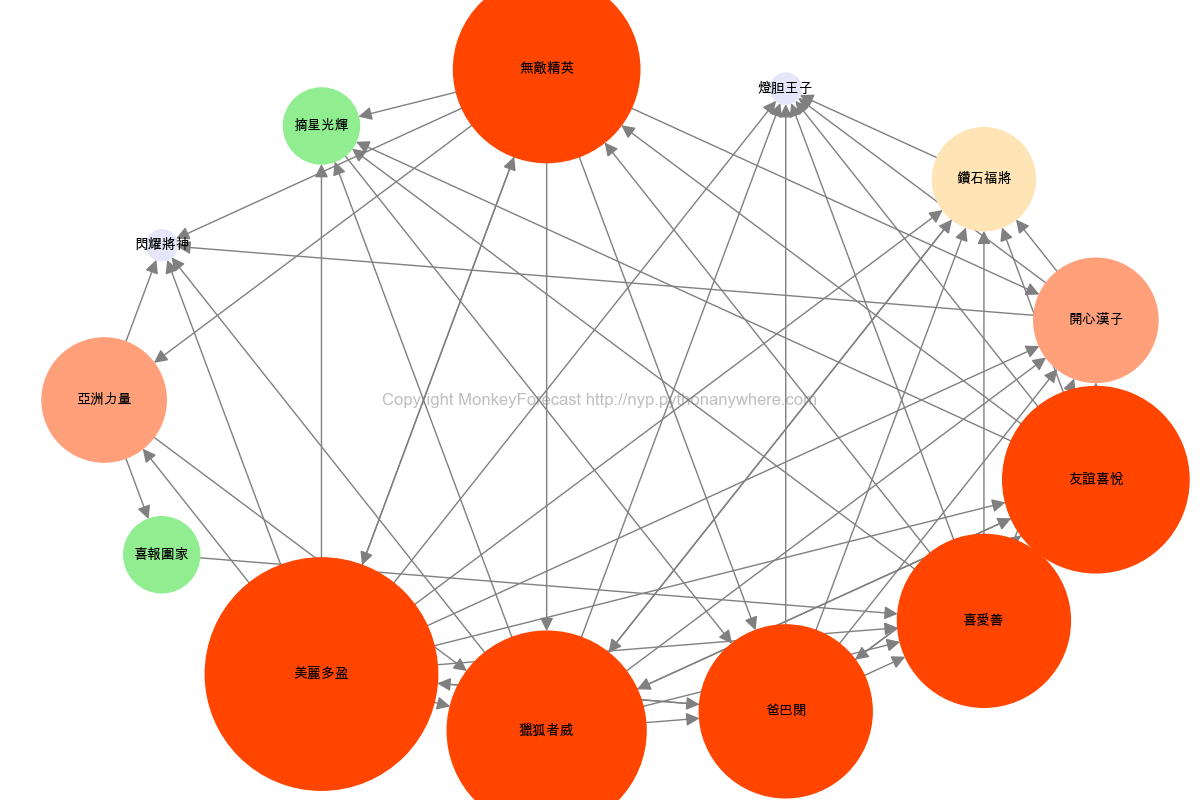 無敵精英
燈胆王子
摘星光輝
鑽石福將
閃耀將神
開心漢子
亞洲力量
Copyright MonkeyForecast http://nyp.pythonanywhere.com
友誼喜悅
喜報團家
喜愛善
美麗多盈
爸巴閉
獵狐者威